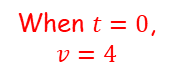 When t = 0,
v = 4